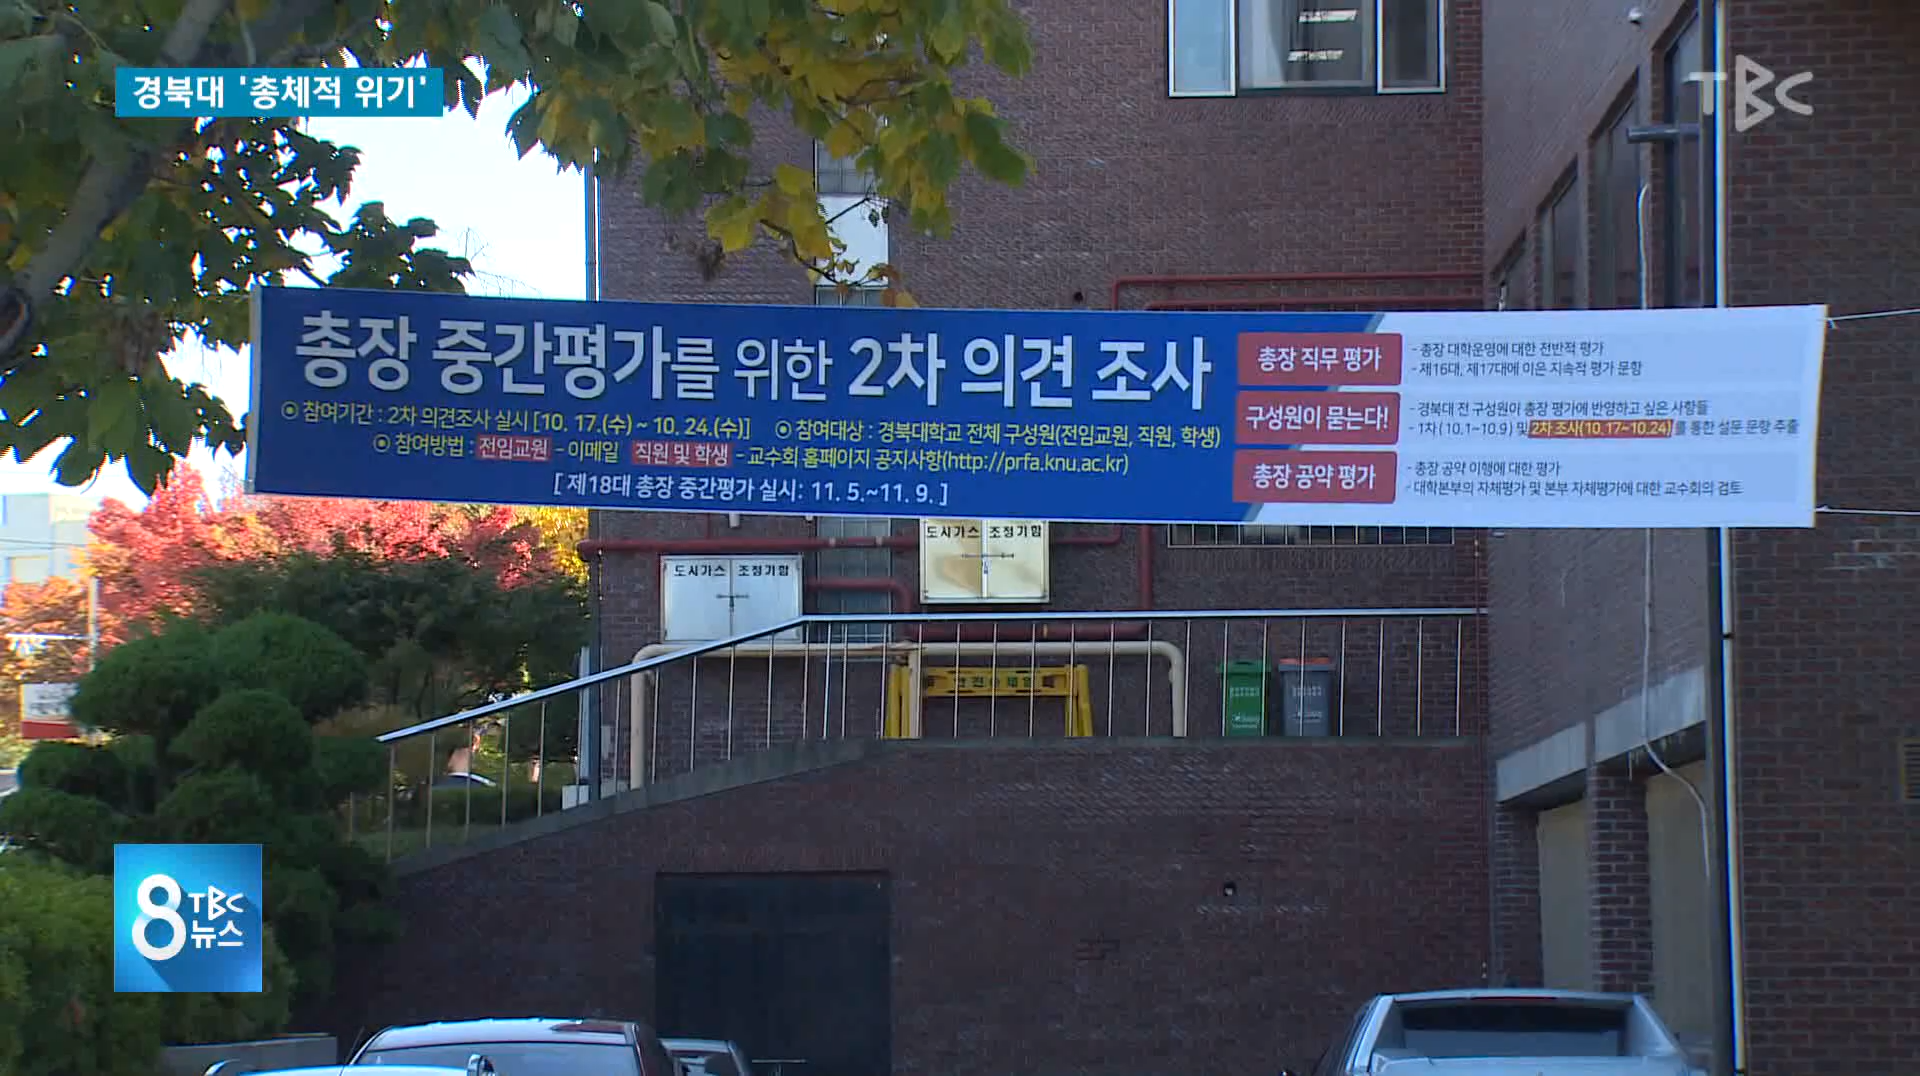 경북대 '총체적 위기'
TBC
총장 중간평가를 위한 2차 의견 조사
⊙ 참여기간 : 2차 의견조사 실시 [10. 17.(수) ~ 10. 24.(수)] ⊙ 참여대상 : 경북대학교 전체 구성원(전임교원, 직원, 학생)
⊙ 참여방법 : 전임교원 - 이메일 직원 및 학생 - 교수회 홈페이지 공지사항(http://prfa.knu.ac.kr)
[ 제18대 총장 중간평가 실시: 11. 5.~11. 9. ]
총장 직무 평가
- 총장 대학운영에 대한 전반적 평가
- 제16대, 제17대에 이은 지속적 평가 문항
구성원이 묻는다!
- 경북대 전 구성원이 총장 평가에 반영하고 싶은 사항들
- 1차 ( 10.1~10.9 ) 및 2차 조사(10.17~10.24)를 통한 설문 문항 추출
총장 공약 평가
- 총장 공약 이행에 대한 평가
- 대학본부의 자체평가 및 본부 자체평가에 대한 교수회의 검토
도시가스 조정기함
도시가스 조정기함
8 TBC
뉴스